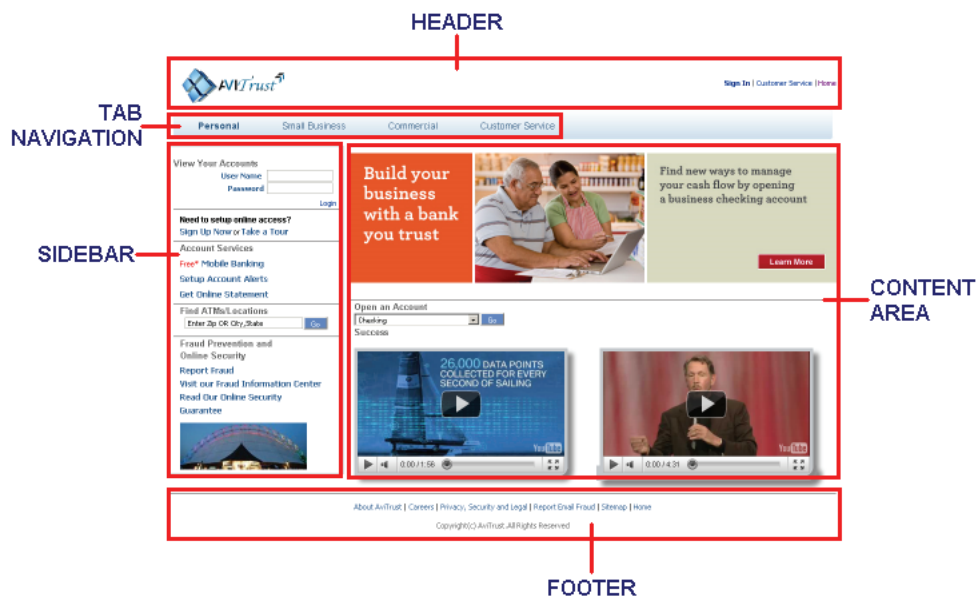 HEADER
AVITrust
Sign In | Customer Service |Home
TAB
NAVIGATION
Personal Small Business Commercial Customer Service
SIDEBAR
View Your Accounts
User Name
Password
Login
Need to setup online access?
Sign Up Now or Take a Tour
Account Services
Free* Mobile Banking
Setup Account Alerts
Get Online Statement
Find ATMs/Locations
Enter Zip OR City,State Go
Fraud Prevention and
Online Security
Report Fraud
Visit our Fraud Information Center
Read Our Online Security
Guarantee
Build your
business
with a bank
you trust
Find new ways to manage
your cash flow by opening
a business checking account
Learn More
CONTENT
AREA
Open an Account
Checking Go
Success
26,000 DATA POINTS
COLLECTED FOR EVERY
SECOND OF SAILING
YouTube
0:00 / 1:56
YouTube
0:00 / 4:31
About AviTrust | Careers | Privacy, Security and Legal | Report Email Fraud | Sitemap | Home
Copyright(c) AviTrust.All Rights Reserved
FOOTER